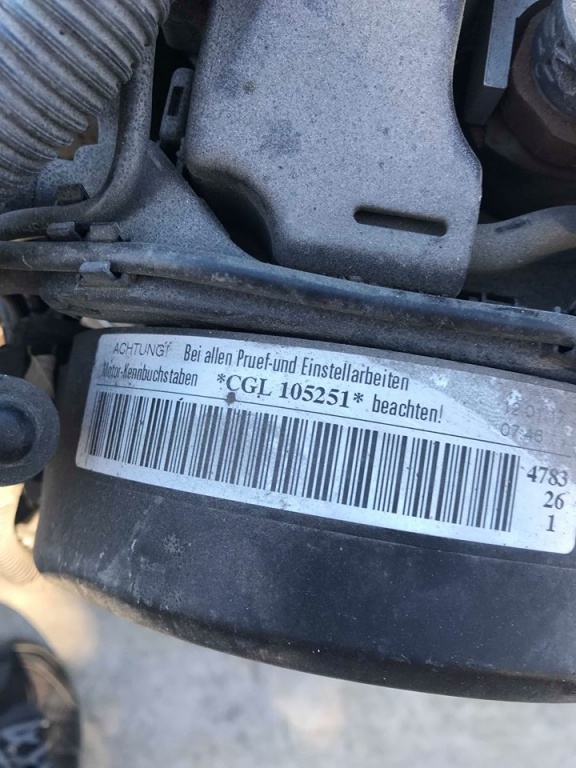 ACHTUNG! Bei allen Pruef-und Einstellarbeiten
Motor-Kennbuchstaben *CGL 105251* beachten!
4783
26
1